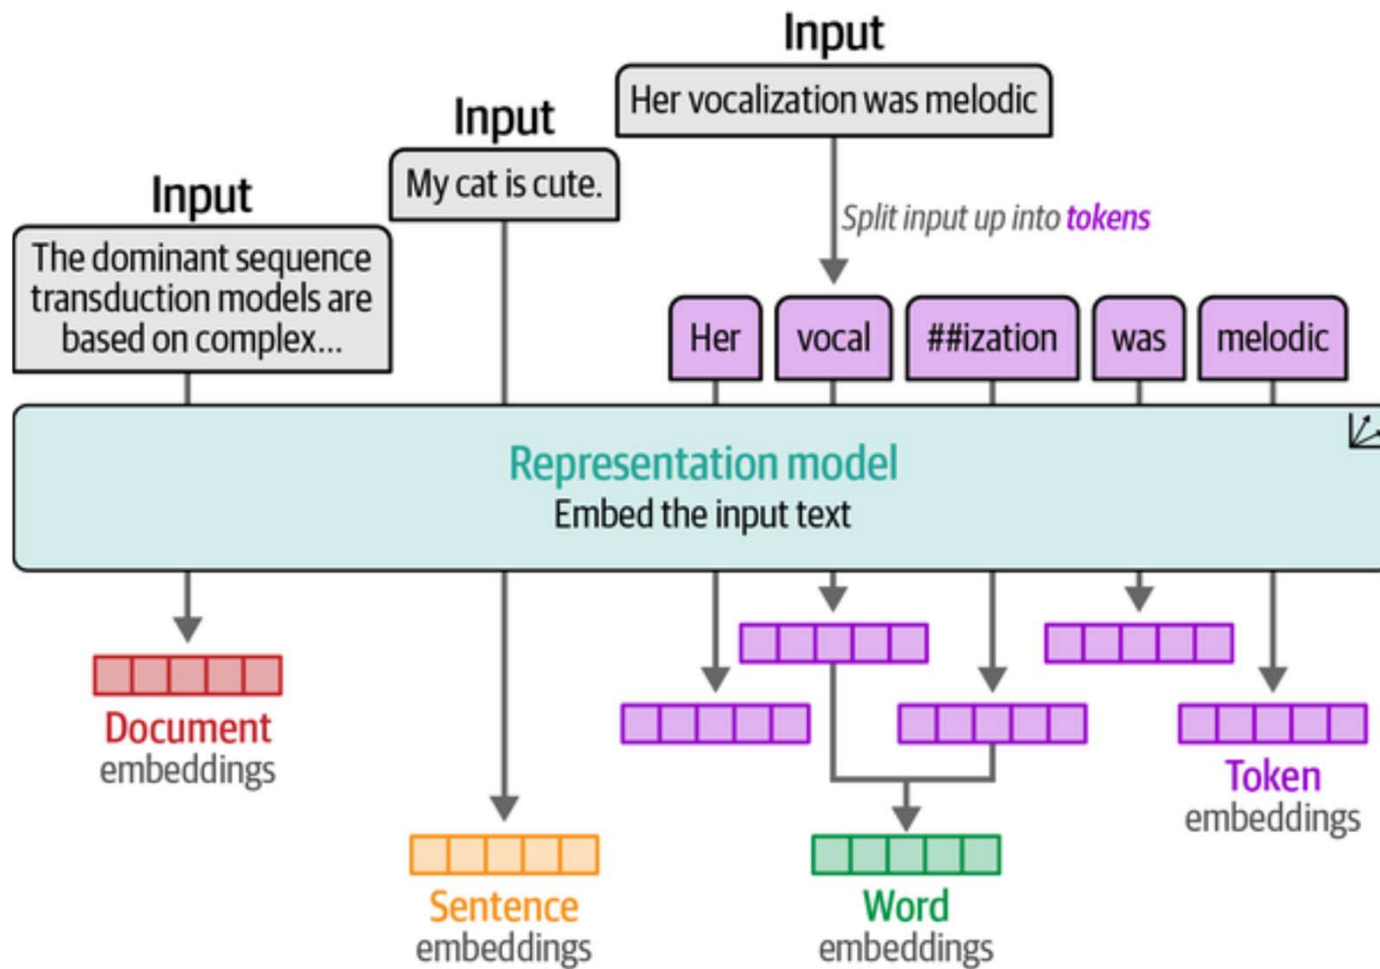 Input
Her vocalization was melodic
Input
My cat is cute.
Input
The dominant sequence
transduction models are
based on complex...
Split input up into tokens
Her vocal ##ization was melodic
Representation model
Embed the input text
Document
embeddings
Sentence
embeddings
Word
embeddings
Token
embeddings